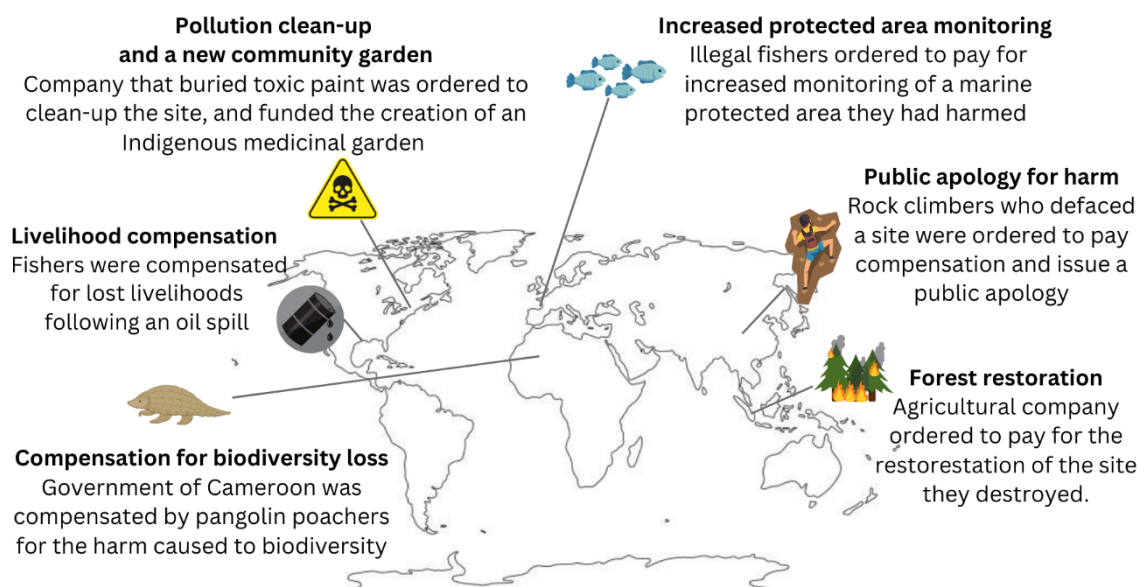 Pollution clean-up
and a new community garden
Company that buried toxic paint was ordered to
clean-up the site, and funded the creation of an
Indigenous medicinal garden
Increased protected area monitoring
Illegal fishers ordered to pay for
increased monitoring of a marine
protected area they had harmed
Public apology for harm
Rock climbers who defaced
a site were ordered to pay
compensation and issue a
public apology
Livelihood compensation
Fishers were compensated
for lost livelihoods
following an oil spill
Forest restoration
Agricultural company
ordered to pay for the
restorestation of the site
they destroyed.
Compensation for biodiversity loss
Government of Cameroon was
compensated by pangolin poachers
for the harm caused to biodiversity